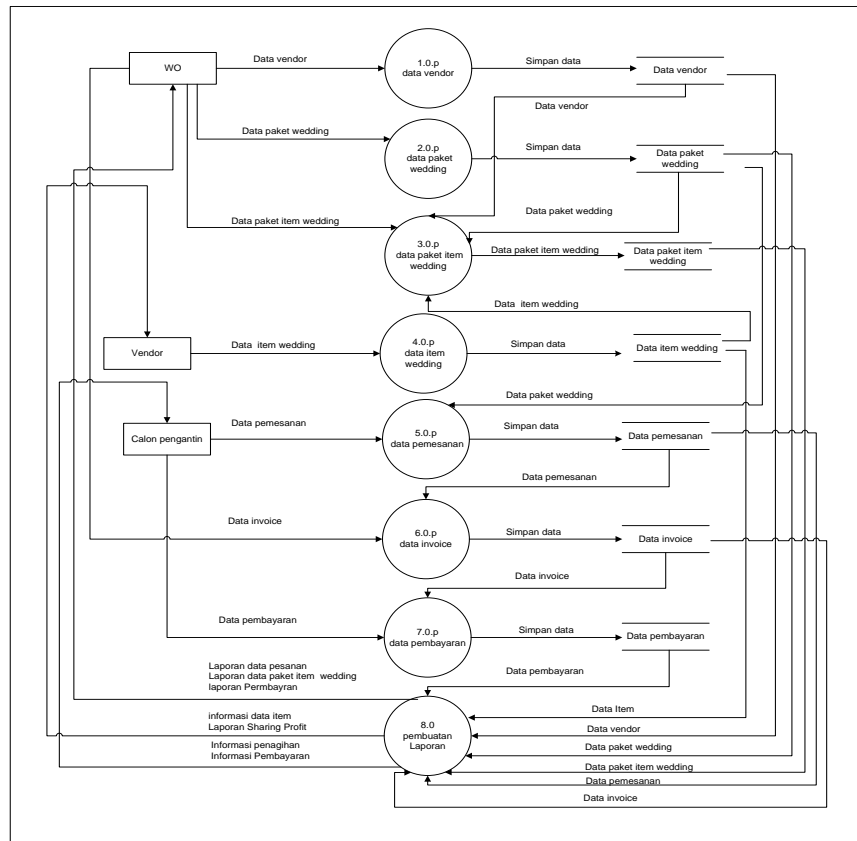 WO
Data vendor
1.0.p
data vendor
Simpan data
Data vendor
Data vendor
Data paket wedding
2.0.p
data paket
wedding
Simpan data
Data paket
wedding
Data paket item wedding
Data paket wedding
3.0.p
data paket item
wedding
Data paket item wedding
Data paket item
wedding
Data item wedding
Vendor
Data item wedding
4.0.p
data item
wedding
Simpan data
Data item wedding
Data paket wedding
Calon pengantin
Data pemesanan
5.0.p
data pemesanan
Simpan data
Data pemesanan
Data pemesanan
Data invoice
6.0.p
data invoice
Simpan data
Data invoice
Data invoice
Data pembayaran
7.0.p
data pembayaran
Simpan data
Data pembayaran
Data pembayaran
Laporan data pesanan
Laporan data paket item wedding
laporan Permbayran
informasi data item
Laporan Sharing Profit
Informasi penagihan
Informasi Pembayaran
8.0
pembuatan
Laporan
Data Item
Data vendor
Data paket wedding
Data paket item wedding
Data pemesanan
Data invoice